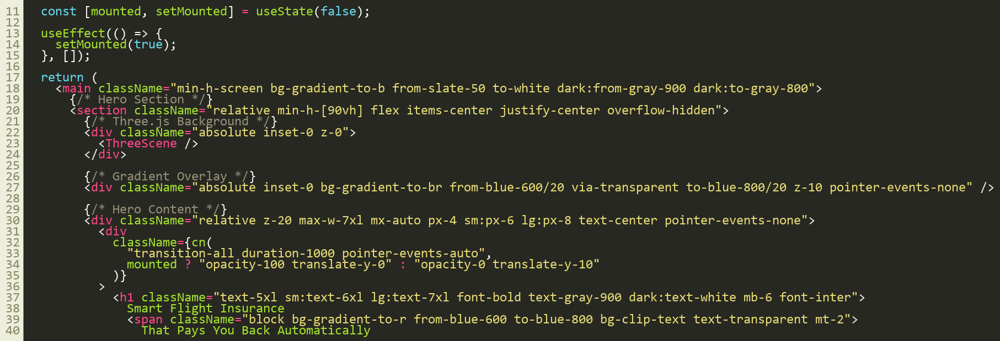 11 const [mounted, setMounted] = useState(false);
12
13 useEffect(() => {
14 setMounted(true);
15 }, []);
16
17 return (
18 <main className="min-h-screen bg-gradient-to-b from-slate-50 to-white dark:from-gray-900 dark:to-gray-800">
19 {/* Hero Section */}
20 <section className="relative min-h-[90vh] flex items-center justify-center overflow-hidden">
21 {/* Three.js Background */}
22 <div className="absolute inset-0 z-0">
23 <ThreeScene />
24 </div>
25
26 {/* Gradient Overlay */}
27 <div className="absolute inset-0 bg-gradient-to-br from-blue-600/20 via-transparent to-blue-800/20 z-10 pointer-events-none" />
28
29 {/* Hero Content */}
30 <div className="relative z-20 max-w-7xl mx-auto px-4 sm:px-6 lg:px-8 text-center pointer-events-none">
31 <div
32 className={cn(
33 "transition-all duration-1000 pointer-events-auto",
34 mounted ? "opacity-100 translate-y-0" : "opacity-0 translate-y-10"
35 )}
36 >
37 <h1 className="text-5xl sm:text-6xl lg:text-7xl font-bold text-gray-900 dark:text-white mb-6 font-inter">
38 Smart Flight Insurance
39 <span className="block bg-gradient-to-r from-blue-600 to-blue-800 bg-clip-text text-transparent mt-2">
40 That Pays You Back Automatically